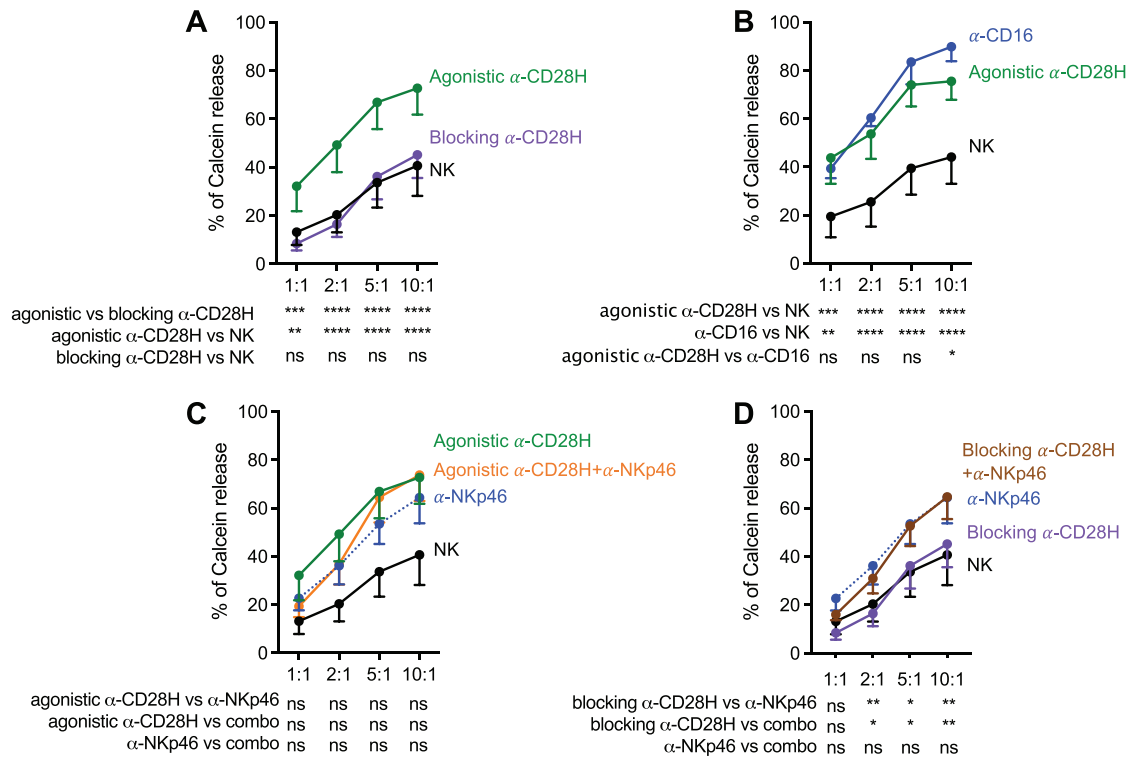 A
% of Calcein release
100
80
60
40
20
0
Agonistic α-CD28H
Blocking α-CD28H
NK
1:1 2:1 5:1 10:1
agonistic vs blocking α-CD28H *** **** **** ****
agonistic α-CD28H vs NK ** **** **** ****
blocking α-CD28H vs NK ns ns ns ns
B
% of Calcein release
100
80
60
40
20
0
α-CD16
Agonistic α-CD28H
NK
1:1 2:1 5:1 10:1
agonistic α-CD28H vs NK *** **** **** ****
α-CD16 vs NK ** **** **** ****
agonistic α-CD28H vs α-CD16 ns ns ns *
C
% of Calcein release
100
80
60
40
20
0
Agonistic α-CD28H
Agonistic α-CD28H+α-NKp46
α-NKp46
NK
1:1 2:1 5:1 10:1
agonistic α-CD28H vs α-NKp46 ns ns ns ns
agonistic α-CD28H vs combo ns ns ns ns
α-NKp46 vs combo ns ns ns ns
D
% of Calcein release
100
80
60
40
20
0
Blocking α-CD28H
+α-NKp46
α-NKp46
Blocking α-CD28H
NK
1:1 2:1 5:1 10:1
blocking α-CD28H vs α-NKp46 ns ** * **
blocking α-CD28H vs combo ns * * **
α-NKp46 vs combo ns ns ns ns